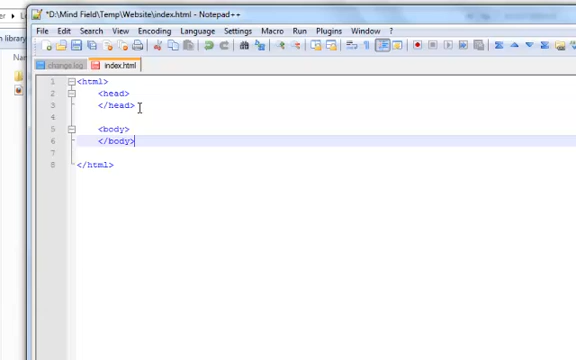 *D:\Mind Field\Temp\Website\index.html - Notepad++
File Edit Search View Encoding Language Settings Macro Run Plugins Window ?
change.log index.html
1 <html>
2 <head>
3 </head>
4
5 <body>
6 </body>
7
8 </html>
n library